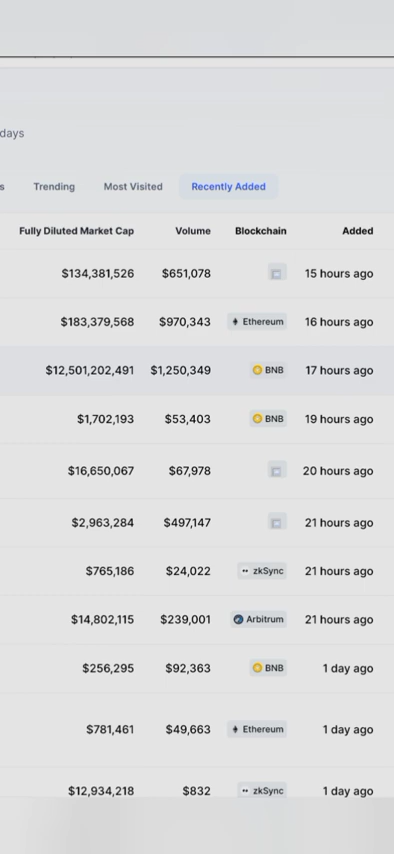 days
s Trending Most Visited Recently Added
Fully Diluted Market Cap Volume Blockchain Added
$134,381,526 $651,078 15 hours ago
$183,379,568 $970,343 Ethereum 16 hours ago
$12,501,202,491 $1,250,349 BNB 17 hours ago
$1,702,193 $53,403 BNB 19 hours ago
$16,650,067 $67,978 20 hours ago
$2,963,284 $497,147 21 hours ago
$765,186 $24,022 zkSync 21 hours ago
$14,802,115 $239,001 Arbitrum 21 hours ago
$256,295 $92,363 BNB 1 day ago
$781,461 $49,663 Ethereum 1 day ago
$12,934,218 $832 zkSync 1 day ago